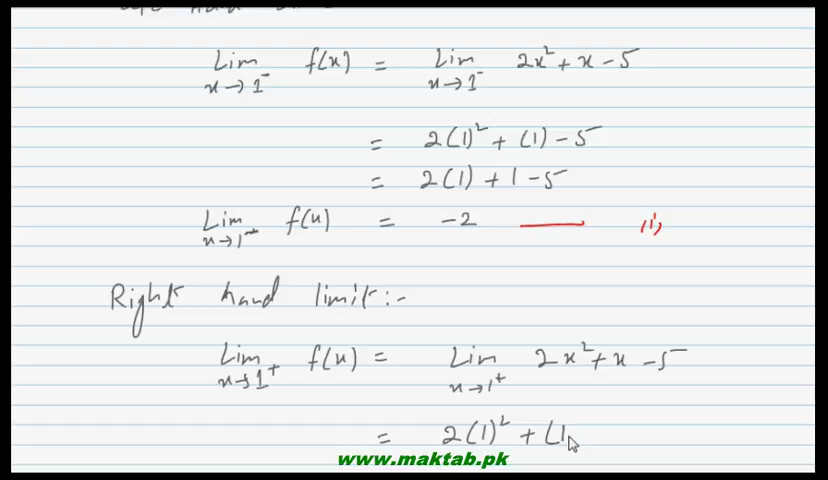 Lim x→1⁻ f(x) = Lim x→1⁻ 2x² + x − 5
= 2(1)² + (1) − 5
= 2(1) + 1 − 5
Lim x→1⁻ f(x) = −2 —— (i)
Right hand limit:-
Lim x→1⁺ f(x) = Lim x→1⁺ 2x² + x − 5
= 2(1)² + (1
www.maktab.pk